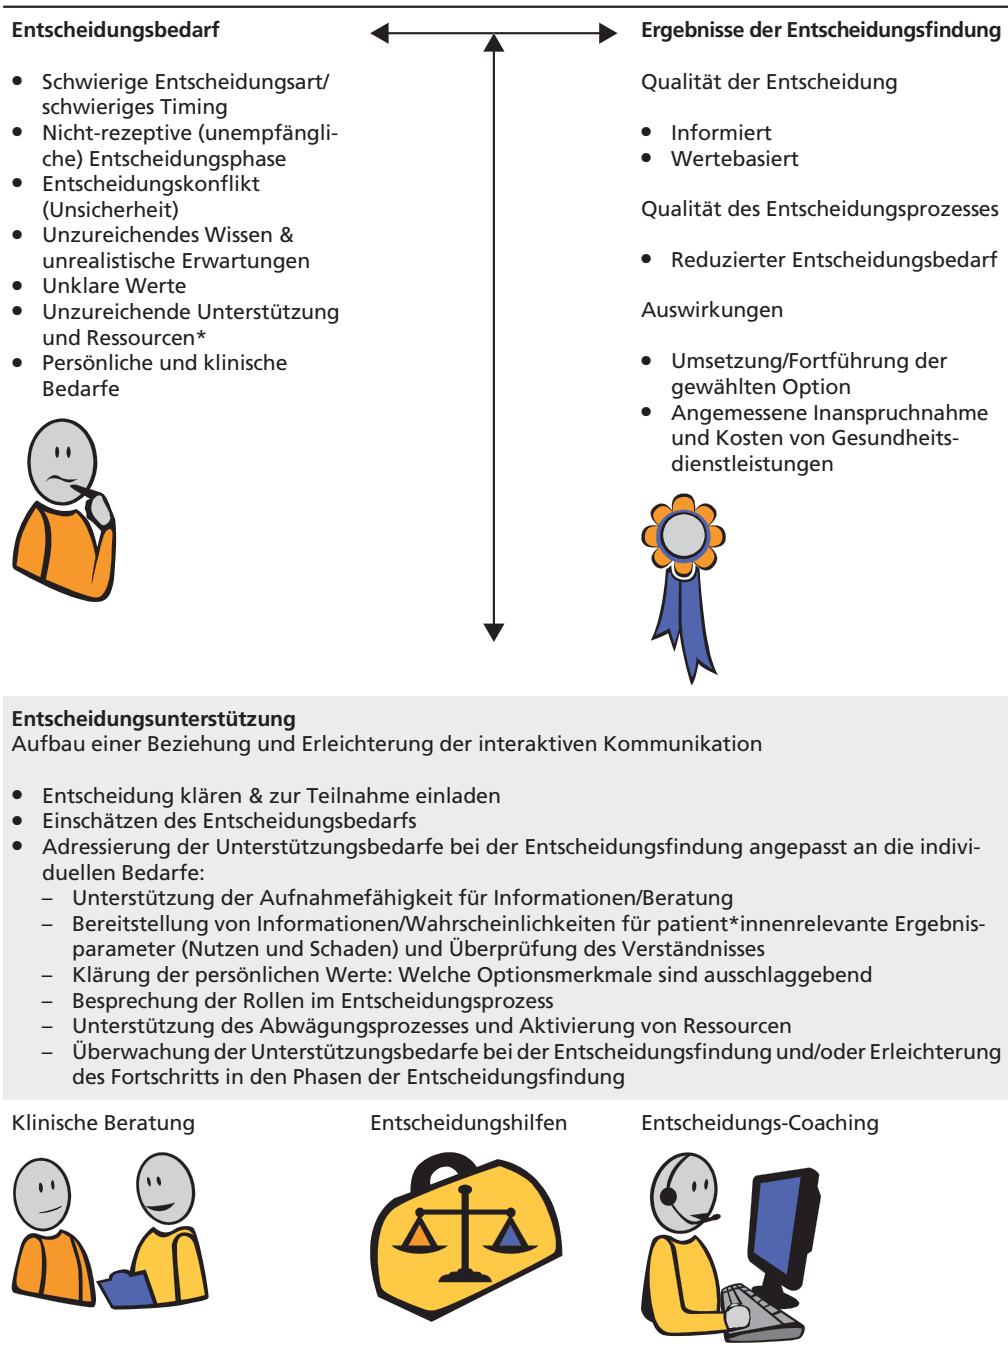 Entscheidungsbedarf
• Schwierige Entscheidungsart/
schwieriges Timing
• Nicht-rezeptive (unempfängli-
che) Entscheidungsphase
• Entscheidungskonflikt
(Unsicherheit)
• Unzureichendes Wissen &
unrealistische Erwartungen
• Unklare Werte
• Unzureichende Unterstützung
und Ressourcen*
• Persönliche und klinische
Bedarfe
Ergebnisse der Entscheidungsfindung
Qualität der Entscheidung
• Informiert
• Wertebasiert
Qualität des Entscheidungsprozesses
• Reduzierter Entscheidungsbedarf
Auswirkungen
• Umsetzung/Fortführung der
gewählten Option
• Angemessene Inanspruchnahme
und Kosten von Gesundheits-
dienstleistungen
Entscheidungsunterstützung
Aufbau einer Beziehung und Erleichterung der interaktiven Kommunikation
• Entscheidung klären & zur Teilnahme einladen
• Einschätzen des Entscheidungsbedarfs
• Adressierung der Unterstützungsbedarfe bei der Entscheidungsfindung angepasst an die indivi-
duellen Bedarfe:
– Unterstützung der Aufnahmefähigkeit für Informationen/Beratung
– Bereitstellung von Informationen/Wahrscheinlichkeiten für patient*innenrelevante Ergebnis-
parameter (Nutzen und Schaden) und Überprüfung des Verständnisses
– Klärung der persönlichen Werte: Welche Optionsmerkmale sind ausschlaggebend
– Besprechung der Rollen im Entscheidungsprozess
– Unterstützung des Abwägungsprozesses und Aktivierung von Ressourcen
– Überwachung der Unterstützungsbedarfe bei der Entscheidungsfindung und/oder Erleichterung
des Fortschritts in den Phasen der Entscheidungsfindung
Klinische Beratung
Entscheidungshilfen
Entscheidungs-Coaching